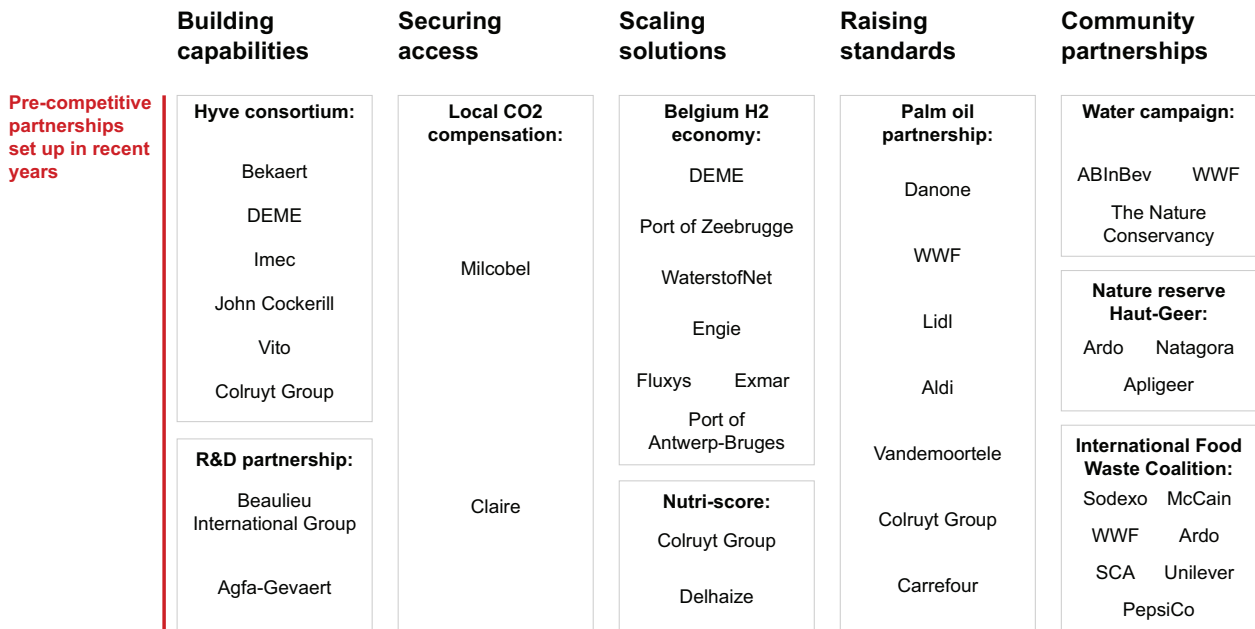 Building
capabilities
Securing
access
Scaling
solutions
Raising
standards
Community
partnerships
Pre-competitive
partnerships
set up in recent
years
Hyve consortium:
Bekaert
DEME
Imec
John Cockerill
Vito
Colruyt Group
R&D partnership:
Beaulieu
International Group
Agfa-Gevaert
Local CO2
compensation:
Milcobel
Claire
Belgium H2
economy:
DEME
Port of Zeebrugge
WaterstofNet
Engie
Fluxys Exmar
Port of
Antwerp-Bruges
Nutri-score:
Colruyt Group
Delhaize
Palm oil
partnership:
Danone
WWF
Lidl
Aldi
Vandemoortele
Colruyt Group
Carrefour
Water campaign:
ABInBev WWF
The Nature
Conservancy
Nature reserve
Haut-Geer:
Ardo Natagora
Apligeer
International Food
Waste Coalition:
Sodexo McCain
WWF Ardo
SCA Unilever
PepsiCo